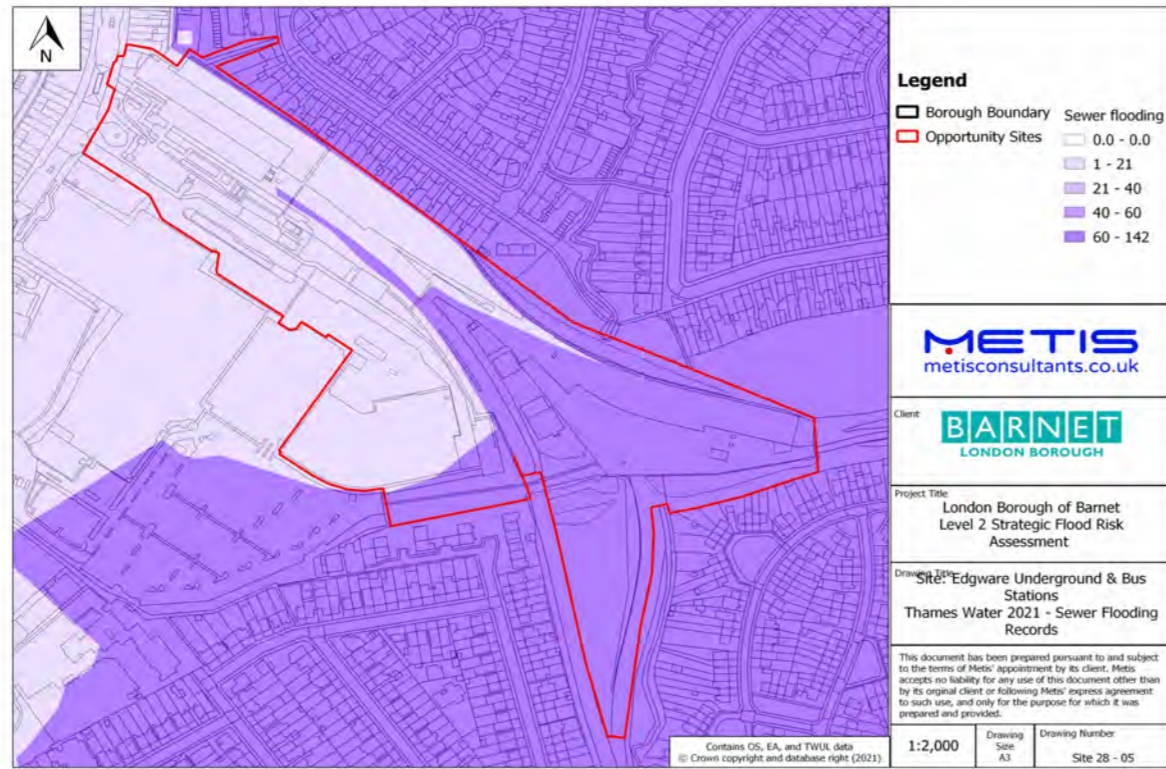 N
Legend
Borough Boundary
Opportunity Sites
Sewer flooding
0.0 - 0.0
1 - 21
21 - 40
40 - 60
60 - 142
METIS
metisconsultants.co.uk
Client
BARNET
LONDON BOROUGH
Project Title
London Borough of Barnet
Level 2 Strategic Flood Risk
Assessment
Drawing Title
Site: Edgware Underground & Bus
Stations
Thames Water 2021 - Sewer Flooding
Records
This document has been prepared pursuant to and subject
to the terms of Metis' appointment by its client. Metis
accepts no liability for any use of this document other than
by its orginal client or following Metis' express agreement
to such use, and only for the purpose for which it was
prepared and provided.
Contains OS, EA, and TWUL data
© Crown copyright and database right (2021)
1:2,000
Drawing
Size
A3
Drawing Number
Site 28 - 05